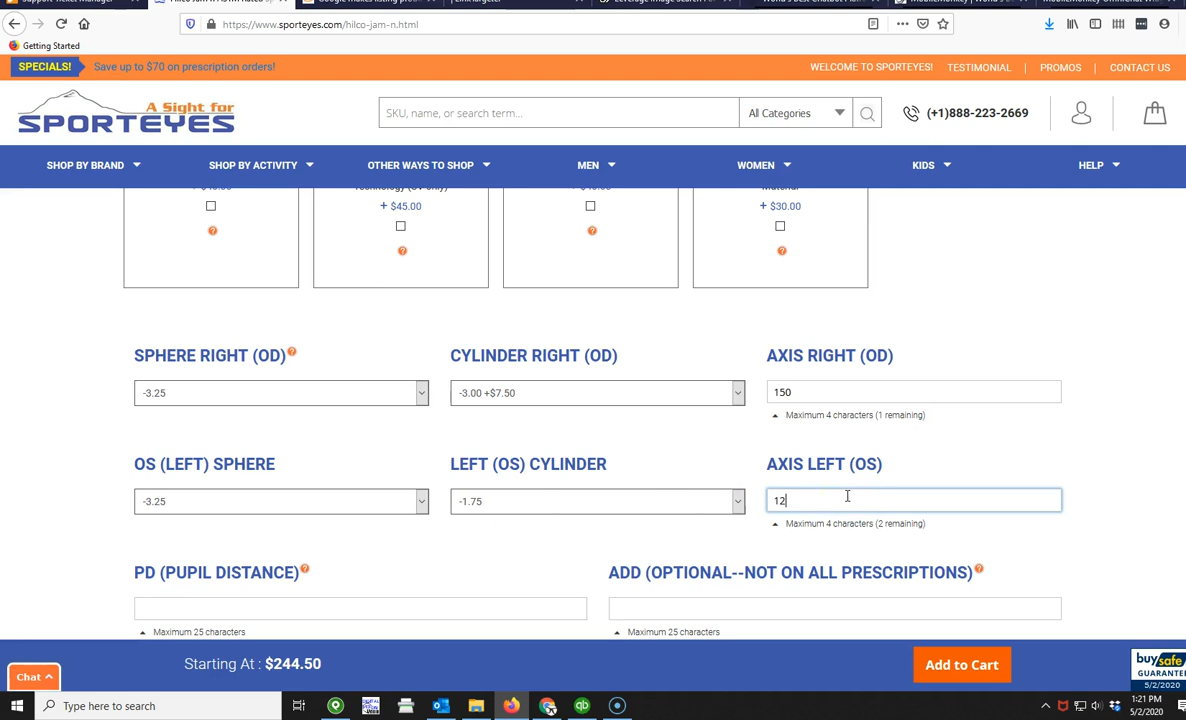 https://www.sporteyes.com/hilco-jam-n.html
Getting Started
SPECIALS!
Save up to $70 on prescription orders!
WELCOME TO SPORTEYES!
TESTIMONIAL
PROMOS
CONTACT US
A Sight for
SPORTEYES
SKU, name, or search term...
All Categories
(+1)888-223-2669
SHOP BY BRAND
SHOP BY ACTIVITY
OTHER WAYS TO SHOP
MEN
WOMEN
KIDS
HELP
+ $45.00
+ $30.00
SPHERE RIGHT (OD)
CYLINDER RIGHT (OD)
AXIS RIGHT (OD)
-3.25
-3.00 +$7.50
150
Maximum 4 characters (1 remaining)
OS (LEFT) SPHERE
LEFT (OS) CYLINDER
AXIS LEFT (OS)
-3.25
-1.75
12
Maximum 4 characters (2 remaining)
PD (PUPIL DISTANCE)
ADD (OPTIONAL--NOT ON ALL PRESCRIPTIONS)
Maximum 25 characters
Maximum 25 characters
Chat
Starting At : $244.50
Add to Cart
buySafe
GUARANTE
5/2/2020
Type here to search
1:21 PM
5/2/2020